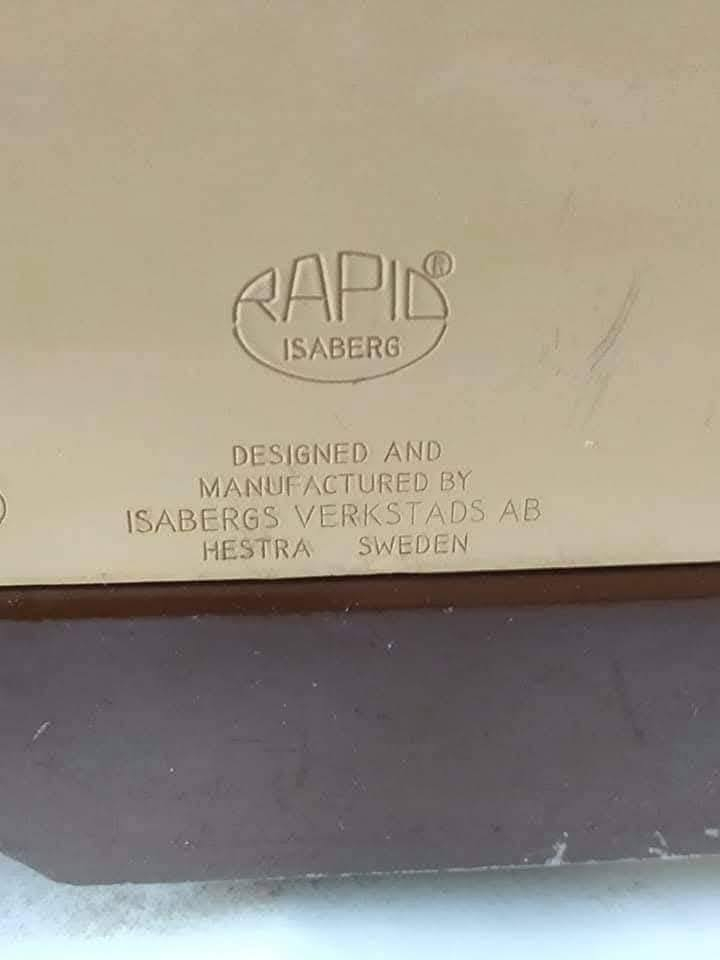 RAPID®
ISABERG
DESIGNED AND
MANUFACTURED BY
ISABERGS VERKSTADS AB
HESTRA SWEDEN